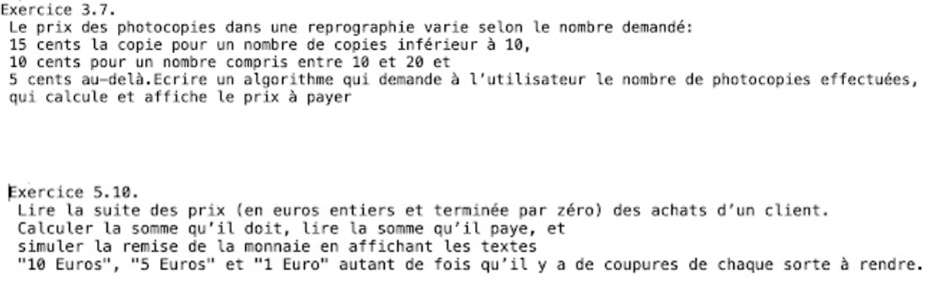 Exercice 3.7.
Le prix des photocopies dans une reprographie varie selon le nombre demandé:
15 cents la copie pour un nombre de copies inférieur à 10,
10 cents pour un nombre compris entre 10 et 20 et
5 cents au-delà.Ecrire un algorithme qui demande à l'utilisateur le nombre de photocopies effectuées,
qui calcule et affiche le prix à payer
Exercice 5.10.
Lire la suite des prix (en euros entiers et terminée par zéro) des achats d'un client.
Calculer la somme qu'il doit, lire la somme qu'il paye, et
simuler la remise de la monnaie en affichant les textes
"10 Euros", "5 Euros" et "1 Euro" autant de fois qu'il y a de coupures de chaque sorte à rendre.